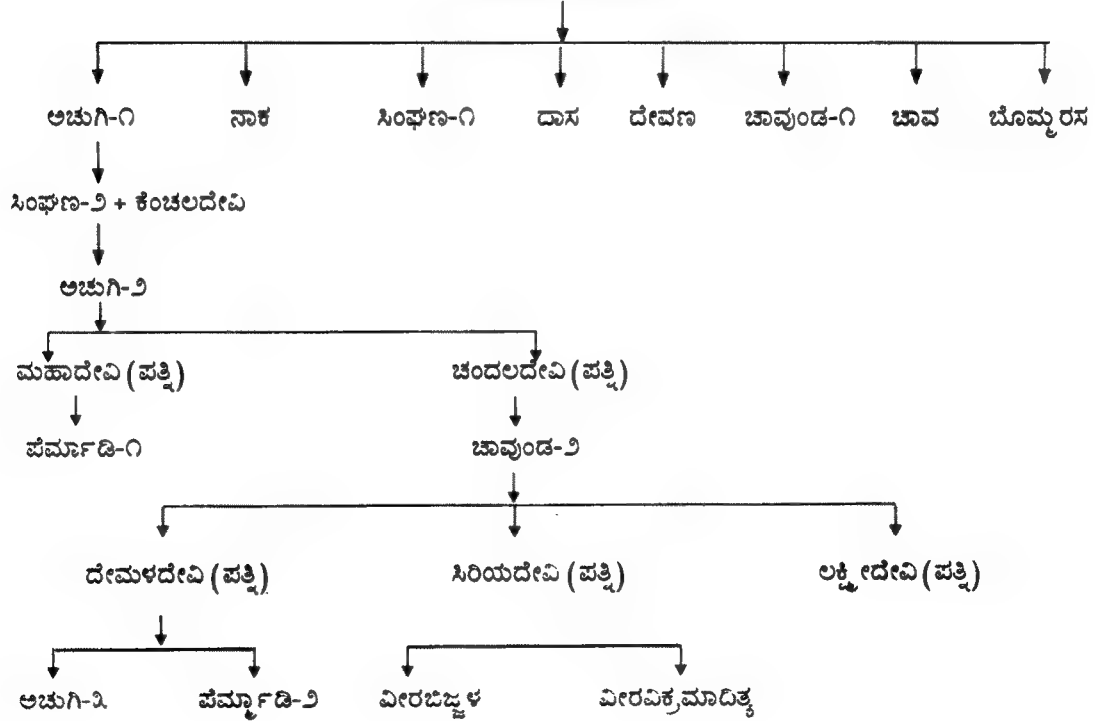 ಅಚುಗಿ-೧ ನಾಕ ಸಿಂಘಣ-೧ ದಾಸ ದೇವಣ ಚಾವುಂಡ-೧ ಚಾವ ಬೊಮ್ಮರಸ
ಸಿಂಘಣ-೨ + ಕೆಂಚಲದೇವಿ
ಅಚುಗಿ-೨
ಮಹಾದೇವಿ (ಪತ್ನಿ) ಚಂದಲದೇವಿ (ಪತ್ನಿ)
ಪೆರ್ಮಾಡಿ-೧ ಚಾವುಂಡ-೨
ದೇಮಳದೇವಿ (ಪತ್ನಿ) ಸಿರಿಯದೇವಿ (ಪತ್ನಿ) ಲಕ್ಷ್ಮೀದೇವಿ (ಪತ್ನಿ)
ಅಚುಗಿ-೩ ಪೆರ್ಮ್ಮಾಡಿ-೨ ವೀರಬಿಜ್ಜಳ ವೀರವಿಕ್ರಮಾದಿತ್ಯ